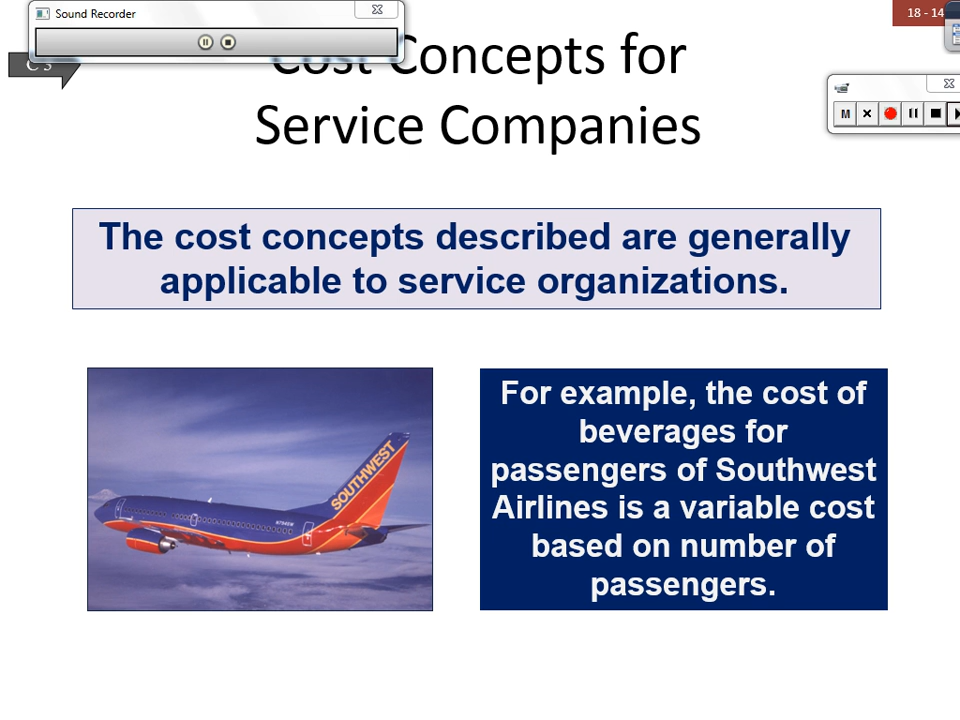 Sound Recorder
18 - 14
Cost Concepts for
Service Companies
M
The cost concepts described are generally
applicable to service organizations.
SOUTHWEST
For example, the cost of
beverages for
passengers of Southwest
Airlines is a variable cost
based on number of
passengers.